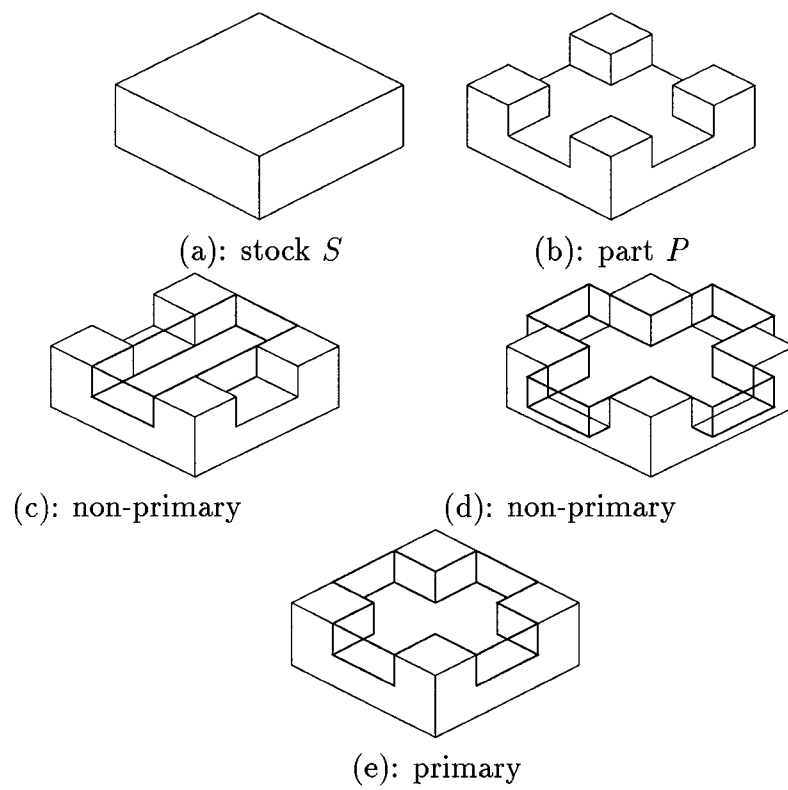 (a): stock S
(b): part P
(c): non-primary
(d): non-primary
(e): primary